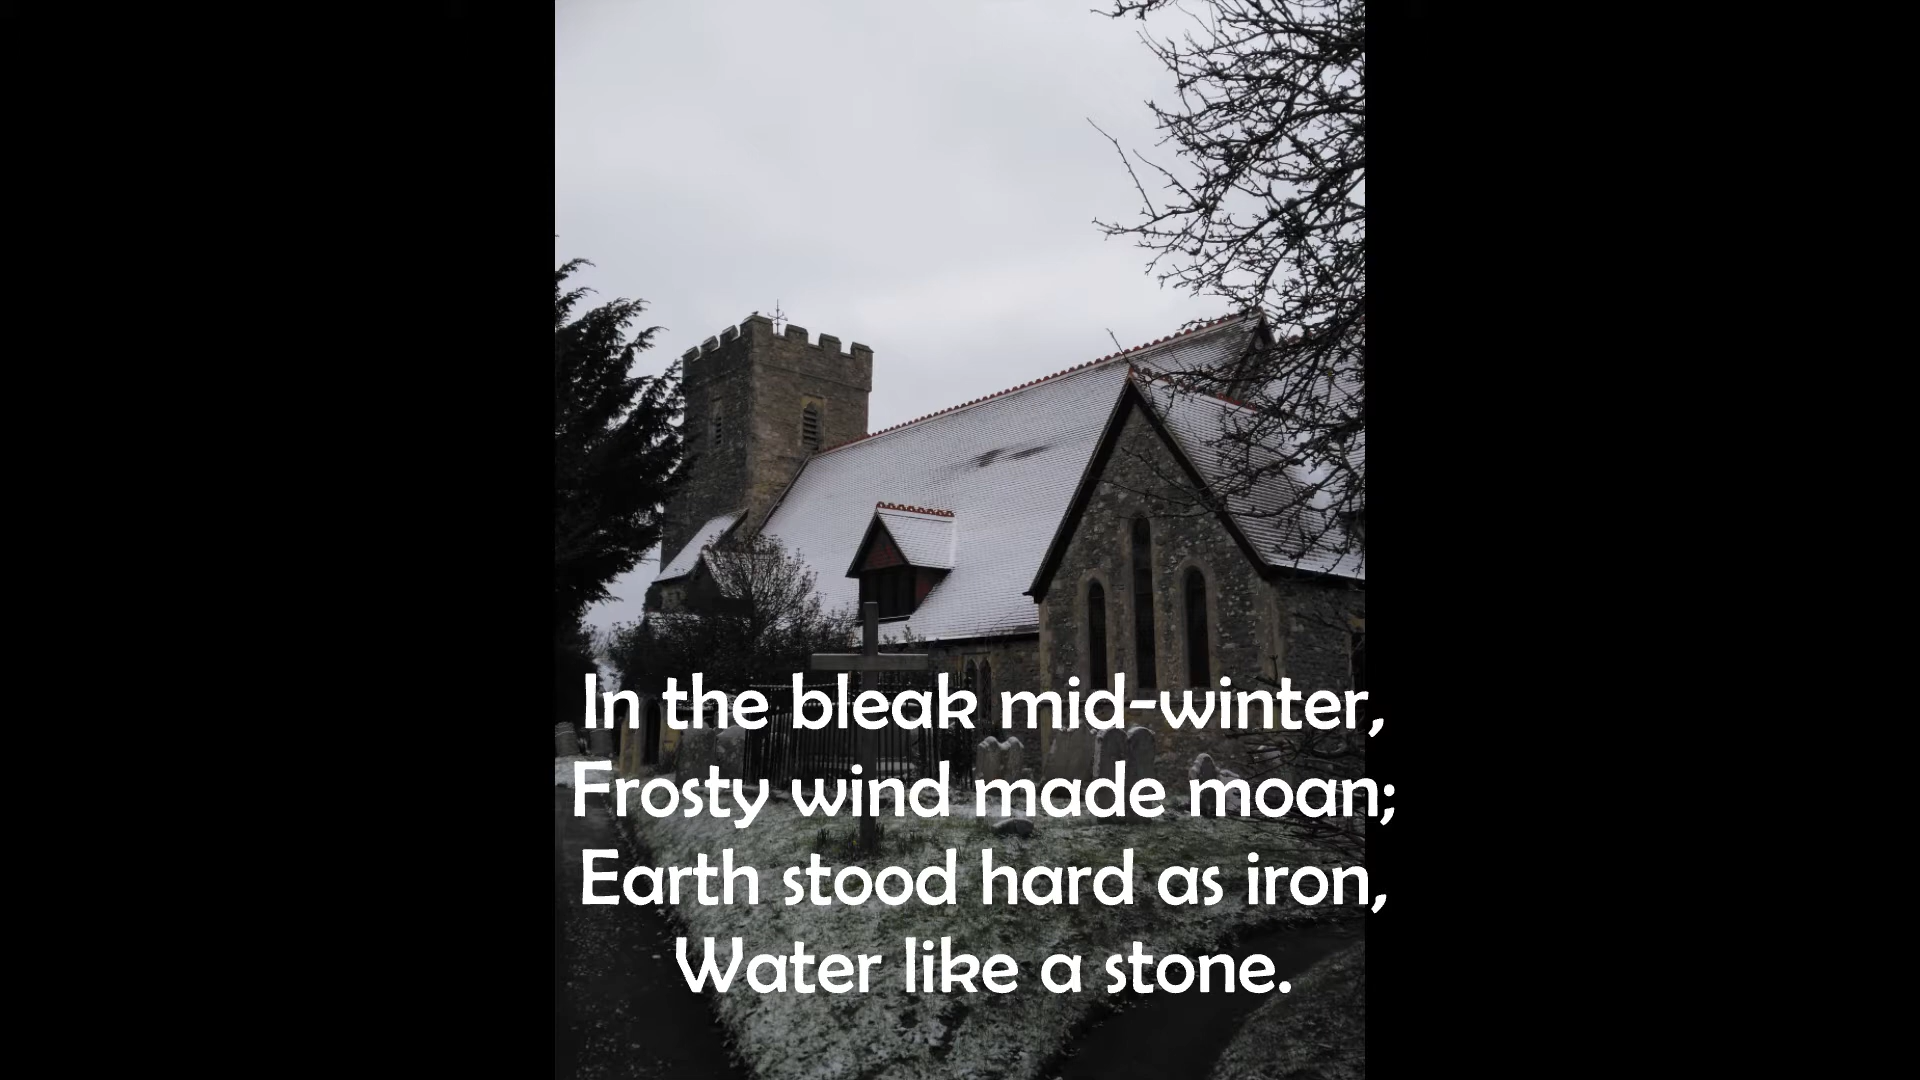 In the bleak mid-winter,
Frosty wind made moan;
Earth stood hard as iron,
Water like a stone.